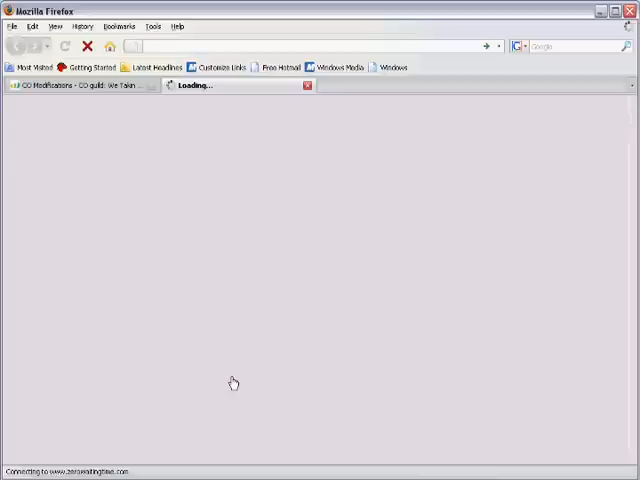 Mozilla Firefox
File Edit View History Bookmarks Tools Help
Google
Most Visited Getting Started Latest Headlines Customize Links Free Hotmail Windows Media Windows
CO Modifications - CO guild: We Takin ... Loading...
Connecting to www.zerowaitingtime.com...